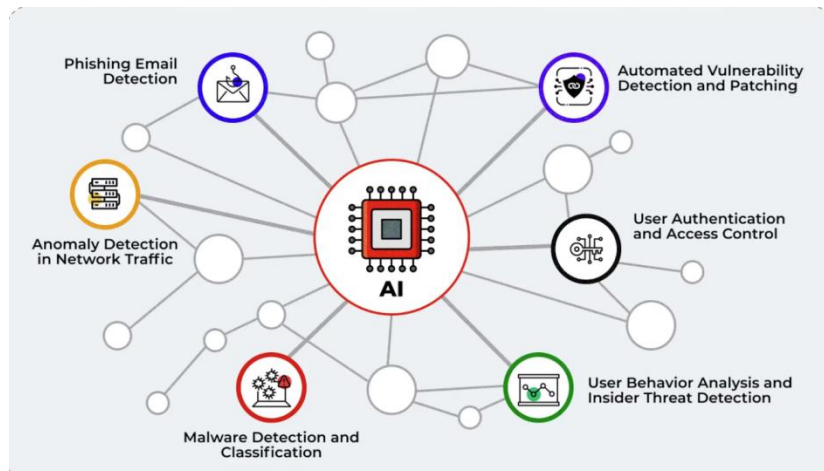 Phishing Email
Detection
Automated Vulnerability
Detection and Patching
Anomaly Detection
in Network Traffic
AI
User Authentication
and Access Control
Malware Detection and
Classification
User Behavior Analysis and
Insider Threat Detection